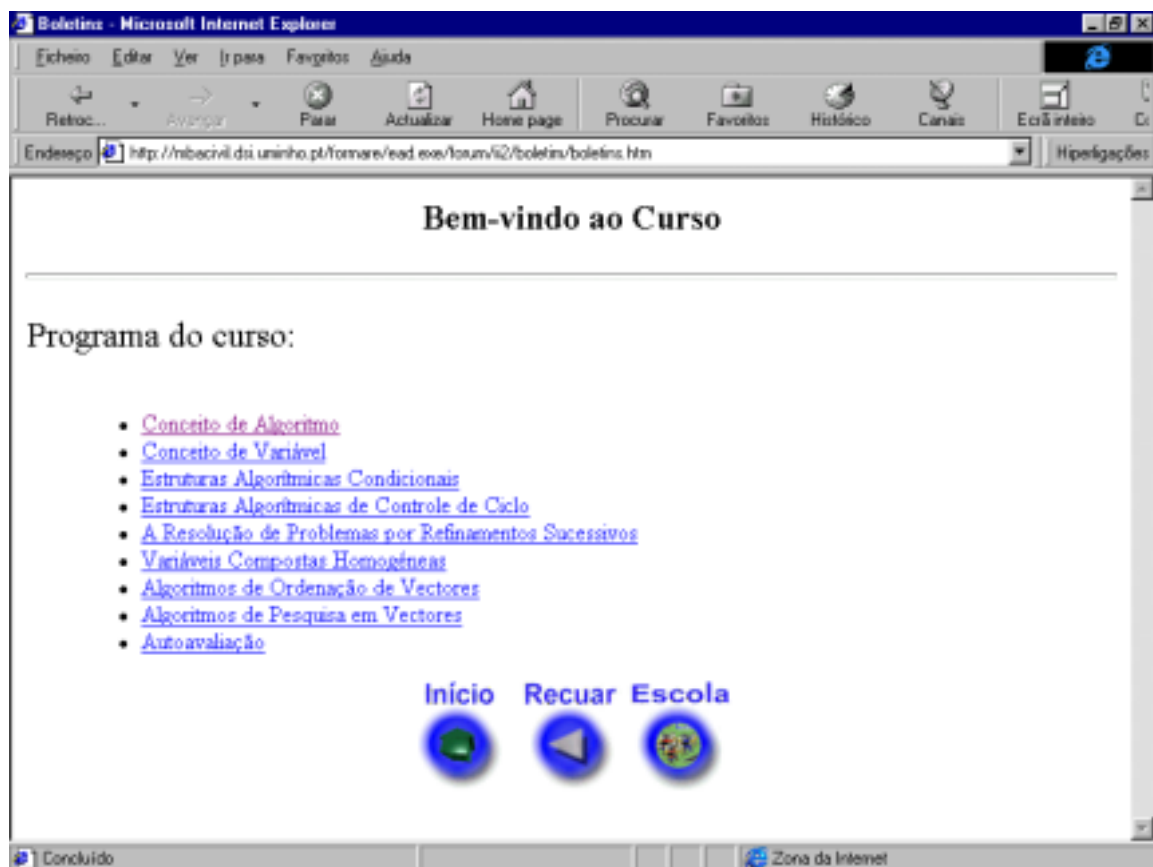 Boletins - Microsoft Internet Explorer
Ficheiro Editar Ver Ir para Favoritos Ajuda
Retroc... Avançar Parar Actualizar Home page Procurar Favoritos Histórico Canais Ecrã inteiro
Endereço http://mbacivil.dsi.uminho.pt/formare/ead.exe/forum/ii2/boletim/boletins.htm Hiperligações
Bem-vindo ao Curso
Programa do curso:
• Conceito de Algoritmo
• Conceito de Variável
• Estruturas Algorítmicas Condicionais
• Estruturas Algorítmicas de Controle de Ciclo
• A Resolução de Problemas por Refinamentos Sucessivos
• Variáveis Compostas Homogéneas
• Algoritmos de Ordenação de Vectores
• Algoritmos de Pesquisa em Vectores
• Autoavaliação
Início Recuar Escola
Concluído Zona da Internet